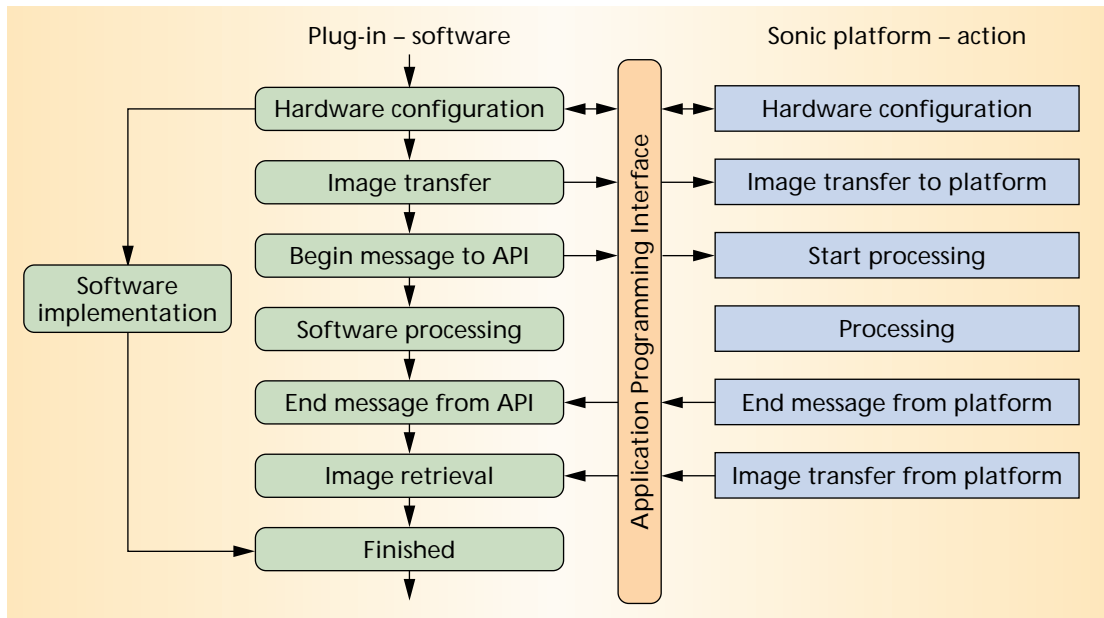 Plug-in – software
Sonic platform – action
Hardware configuration
Hardware configuration
Image transfer
Image transfer to platform
Begin message to API
Start processing
Software
implementation
Software processing
Processing
End message from API
End message from platform
Image retrieval
Image transfer from platform
Finished
Application Programming Interface